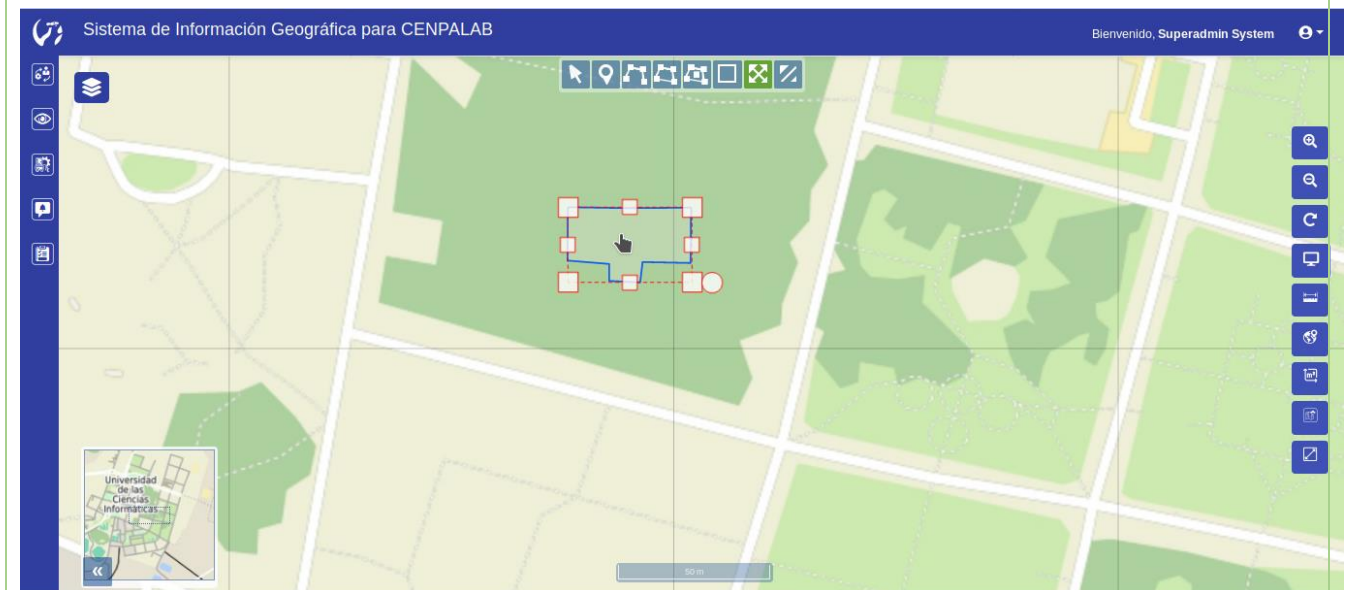 Sistema de Información Geográfica para CENPALAB
Bienvenido, Superadmin System
Universidad
de las
Ciencias
Informáticas
50 m